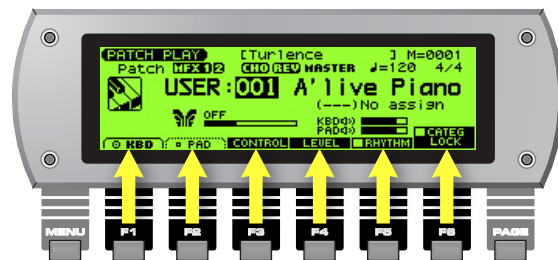 PATCH PLAY [Turlence ] M=0001
Patch MFX 1 2 CHO REV MASTER ♩=120 4/4
USER:001 A'live Piano
(---)No assign
OFF
KBD
PAD
KBD PAD CONTROL LEVEL RHYTHM CATEG LOCK
MENU F1 F2 F3 F4 F5 F6 PAGE